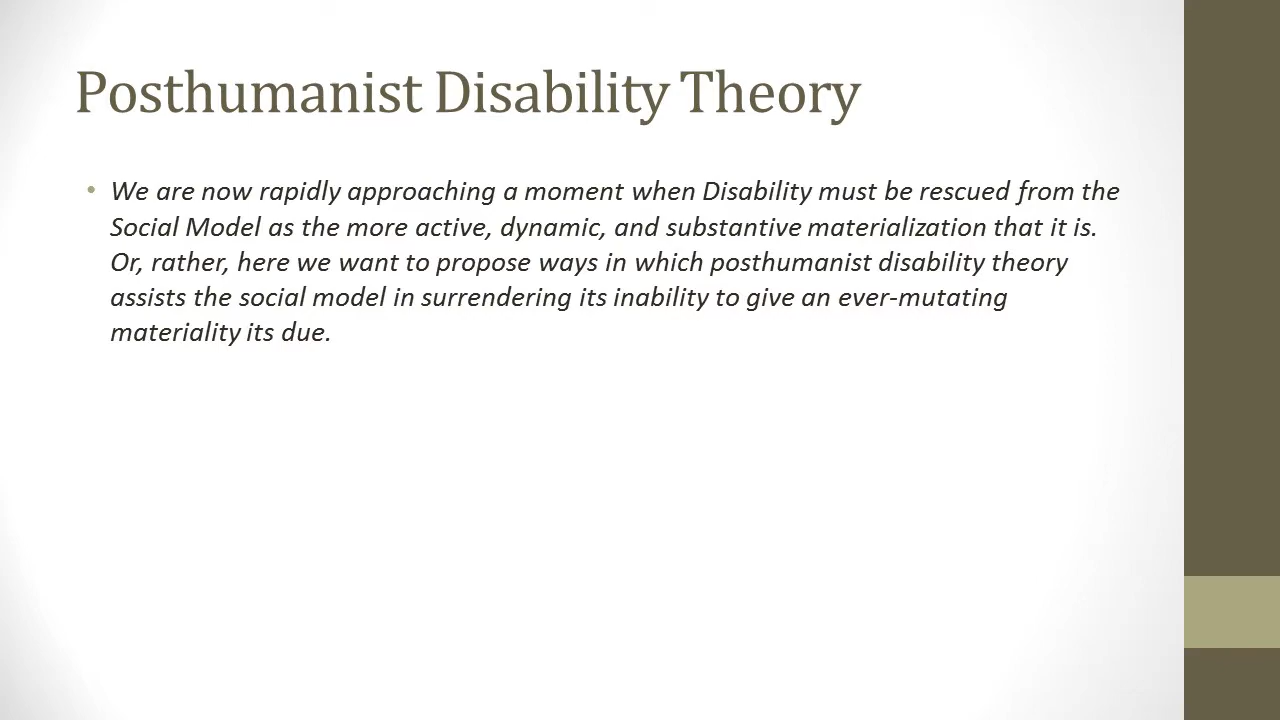 Posthumanist Disability Theory
• We are now rapidly approaching a moment when Disability must be rescued from the
Social Model as the more active, dynamic, and substantive materialization that it is.
Or, rather, here we want to propose ways in which posthumanist disability theory
assists the social model in surrendering its inability to give an ever-mutating
materiality its due.